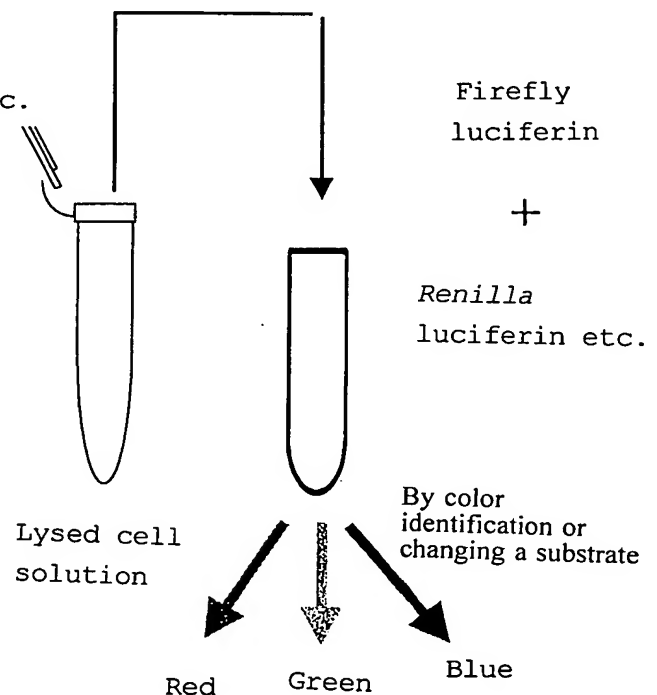 c.
Firefly
luciferin
+
Renilla
luciferin etc.
Lysed cell
solution
By color
identification or
changing a substrate
Red
Green
Blue